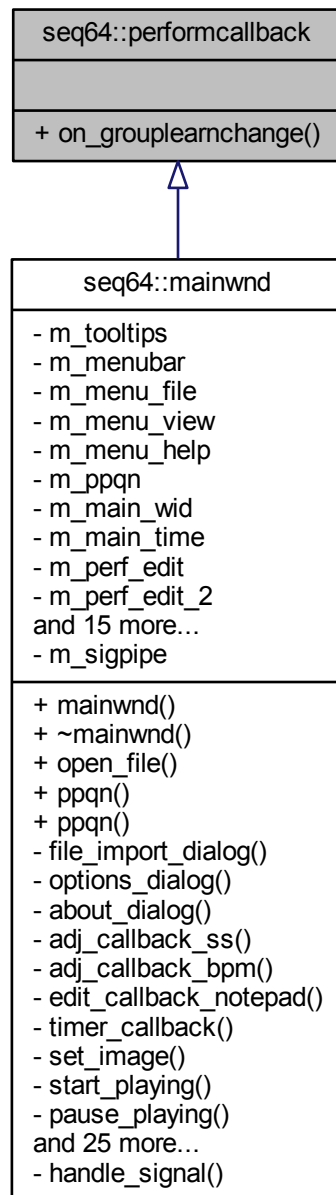 seq64::performcallback
+ on_grouplearnchange()
seq64::mainwnd
- m_tooltips
- m_menubar
- m_menu_file
- m_menu_view
- m_menu_help
- m_ppqn
- m_main_wid
- m_main_time
- m_perf_edit
- m_perf_edit_2
and 15 more...
- m_sigpipe
+ mainwnd()
+ ~mainwnd()
+ open_file()
+ ppqn()
+ ppqn()
- file_import_dialog()
- options_dialog()
- about_dialog()
- adj_callback_ss()
- adj_callback_bpm()
- edit_callback_notepad()
- timer_callback()
- set_image()
- start_playing()
- pause_playing()
and 25 more...
- handle_signal()